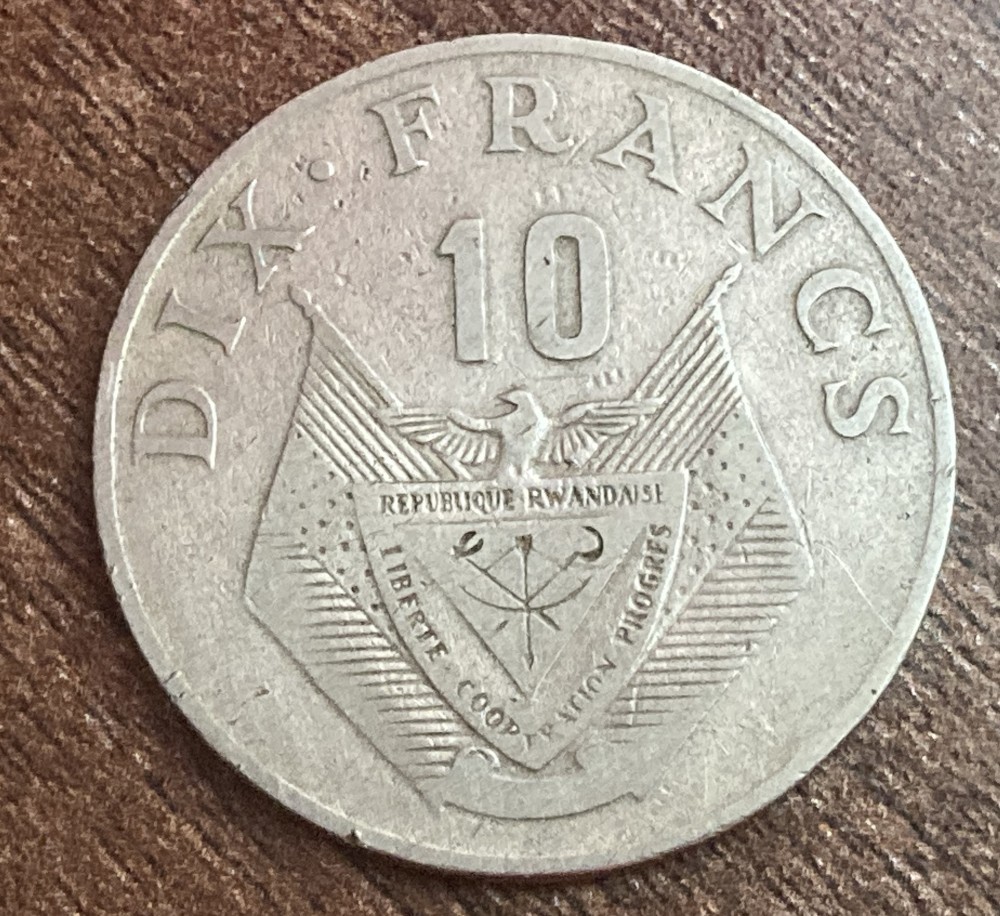 DIX · FRANCS
10
REPUBLIQUE RWANDAISE
LIBERTE COOPERATION PROGRES